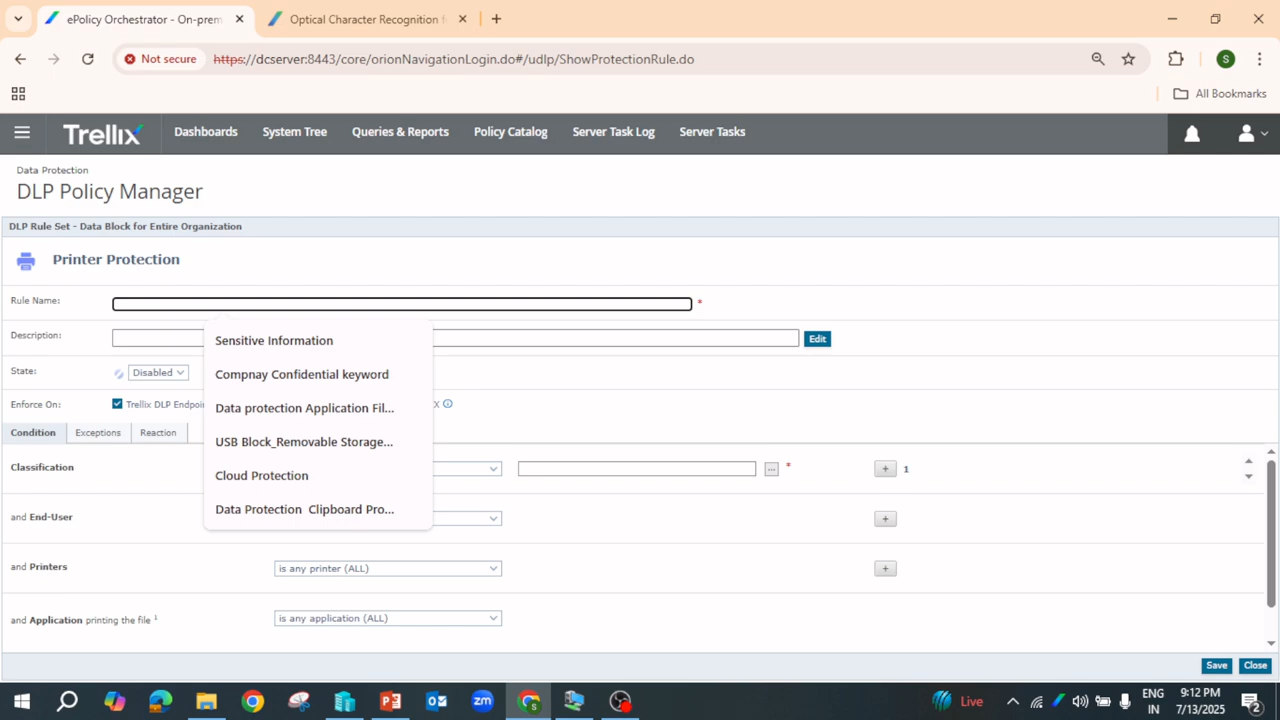 ePolicy Orchestrator - On-prem
Optical Character Recognition f
Not secure
https://dcserver:8443/core/orionNavigationLogin.do#/udlp/ShowProtectionRule.do
S
All Bookmarks
Trellix
Dashboards
System Tree
Queries & Reports
Policy Catalog
Server Task Log
Server Tasks
Data Protection
DLP Policy Manager
DLP Rule Set - Data Block for Entire Organization
Printer Protection
Rule Name:
*
Description:
Edit
Sensitive Information
State:
Disabled
Compnay Confidential keyword
Enforce On:
Trellix DLP Endpoin
X
Data protection Application Fil...
Condition
Exceptions
Reaction
USB Block_Removable Storage...
Classification
...
*
+
1
Cloud Protection
Data Protection Clipboard Pro...
and End-User
+
and Printers
is any printer (ALL)
+
and Application printing the file 1
is any application (ALL)
Save
Close
zm
S
Live
ENG
IN
9:12 PM
7/13/2025
2